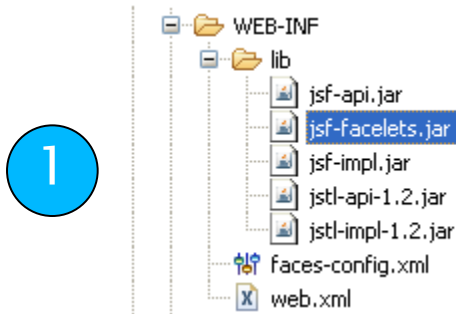 WEB-INF
lib
jsf-api.jar
jsf-facelets.jar
1
jsf-impl.jar
jstl-api-1.2.jar
jstl-impl-1.2.jar
faces-config.xml
web.xml